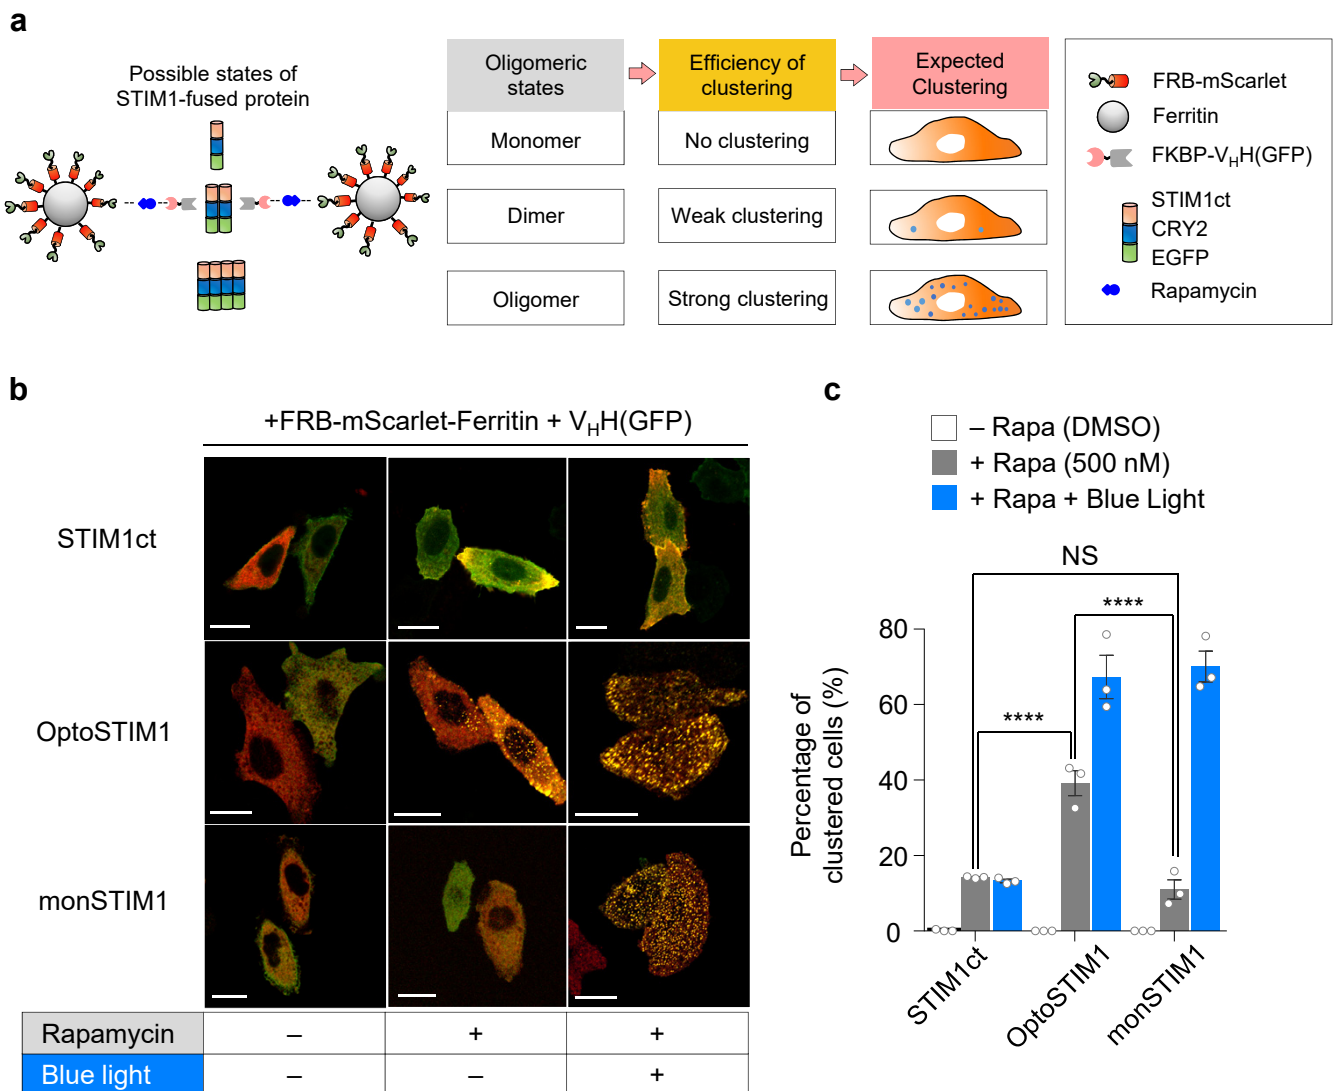 a
Possible states of
STIM1-fused protein
Oligomeric
states
Efficiency of
clustering
Expected
Clustering
Monomer
No clustering
Dimer
Weak clustering
Oligomer
Strong clustering
FRB-mScarlet
Ferritin
FKBP-VHH(GFP)
STIM1ct
CRY2
EGFP
Rapamycin
b
+FRB-mScarlet-Ferritin + VHH(GFP)
STIM1ct
OptoSTIM1
monSTIM1
Rapamycin – + +
Blue light – – +
c
– Rapa (DMSO)
+ Rapa (500 nM)
+ Rapa + Blue Light
NS
****
****
Percentage of
clustered cells (%)
80
60
40
20
0
STIM1ct
OptoSTIM1
monSTIM1